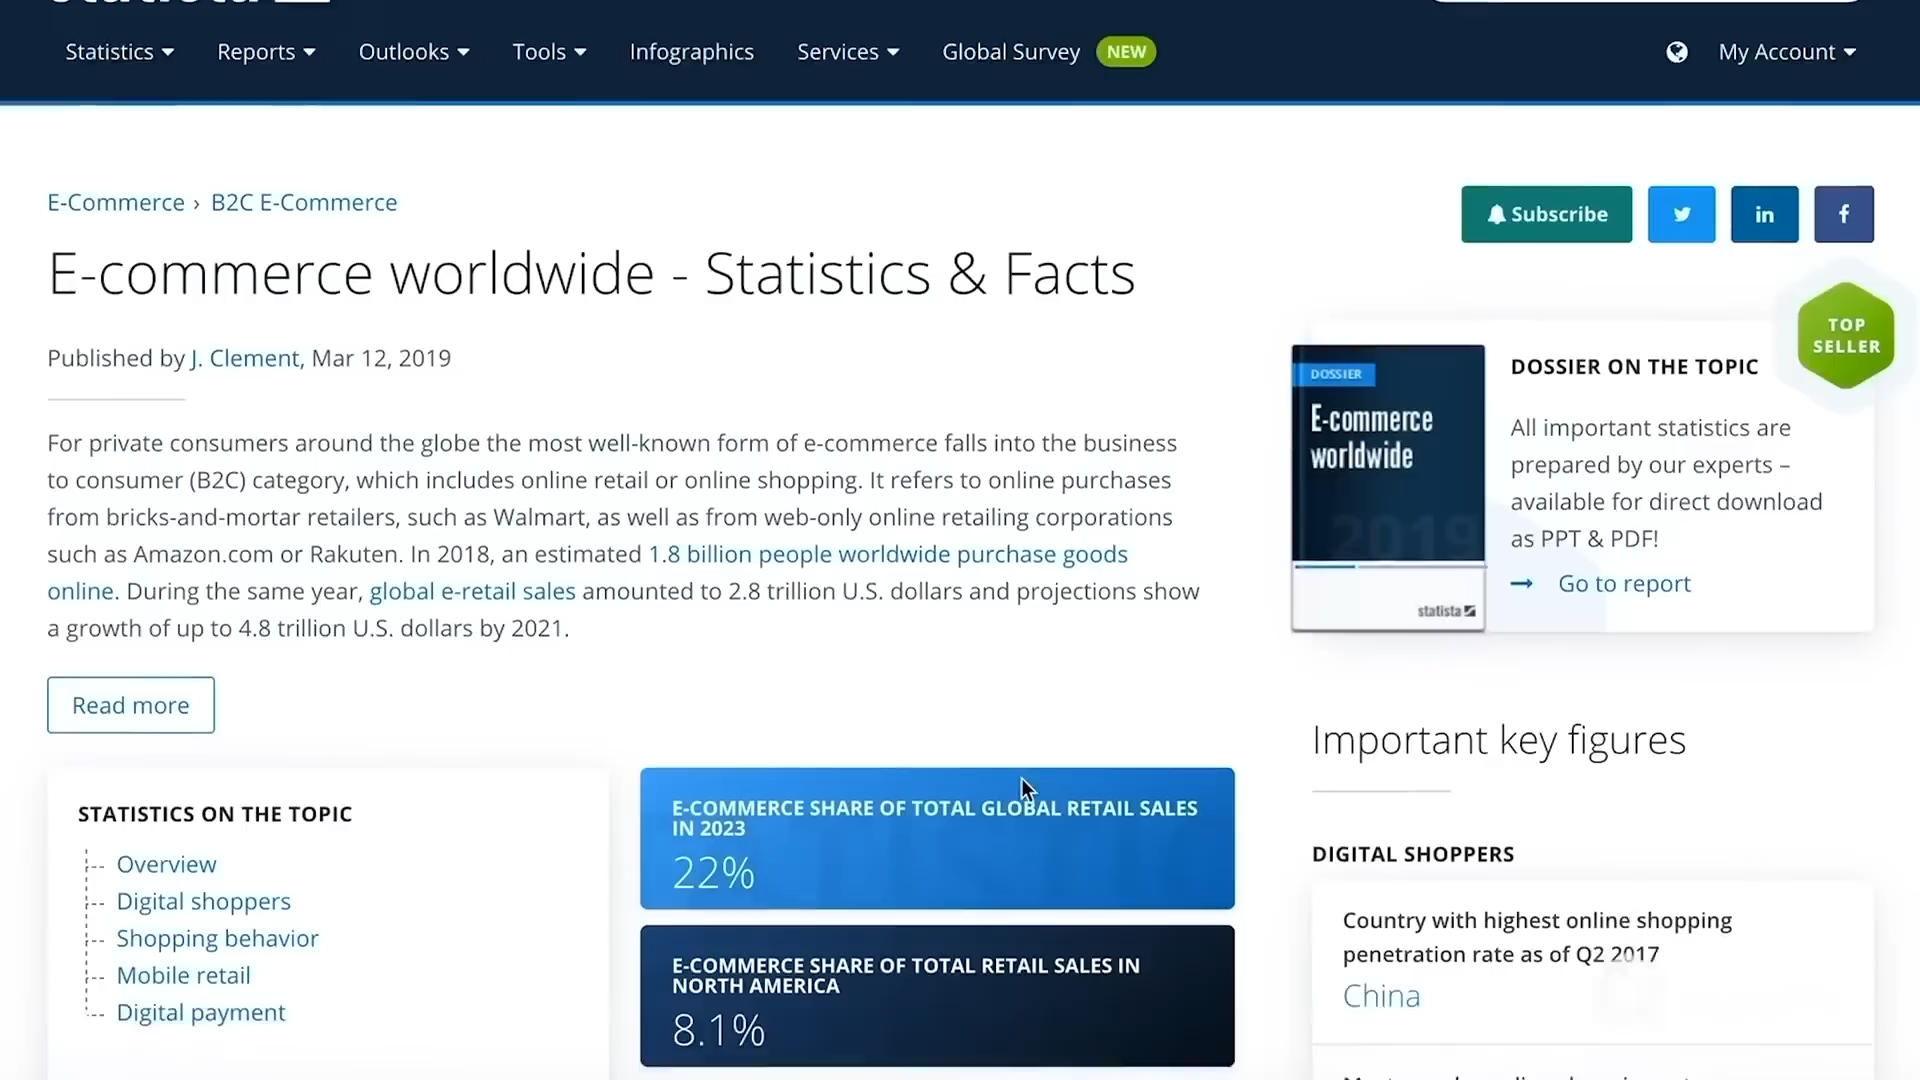 Statistics Reports Outlooks Tools Infographics Services Global Survey NEW My Account
E-Commerce › B2C E-Commerce
Subscribe
E-commerce worldwide - Statistics & Facts
Published by J. Clement, Mar 12, 2019
For private consumers around the globe the most well-known form of e-commerce falls into the business
to consumer (B2C) category, which includes online retail or online shopping. It refers to online purchases
from bricks-and-mortar retailers, such as Walmart, as well as from web-only online retailing corporations
such as Amazon.com or Rakuten. In 2018, an estimated 1.8 billion people worldwide purchase goods
online. During the same year, global e-retail sales amounted to 2.8 trillion U.S. dollars and projections show
a growth of up to 4.8 trillion U.S. dollars by 2021.
Read more
STATISTICS ON THE TOPIC
Overview
Digital shoppers
Shopping behavior
Mobile retail
Digital payment
E-COMMERCE SHARE OF TOTAL GLOBAL RETAIL SALES
IN 2023
22%
E-COMMERCE SHARE OF TOTAL RETAIL SALES IN
NORTH AMERICA
8.1%
TOP
SELLER
DOSSIER
E-commerce
worldwide
2019
statista
DOSSIER ON THE TOPIC
All important statistics are
prepared by our experts –
available for direct download
as PPT & PDF!
Go to report
Important key figures
DIGITAL SHOPPERS
Country with highest online shopping
penetration rate as of Q2 2017
China